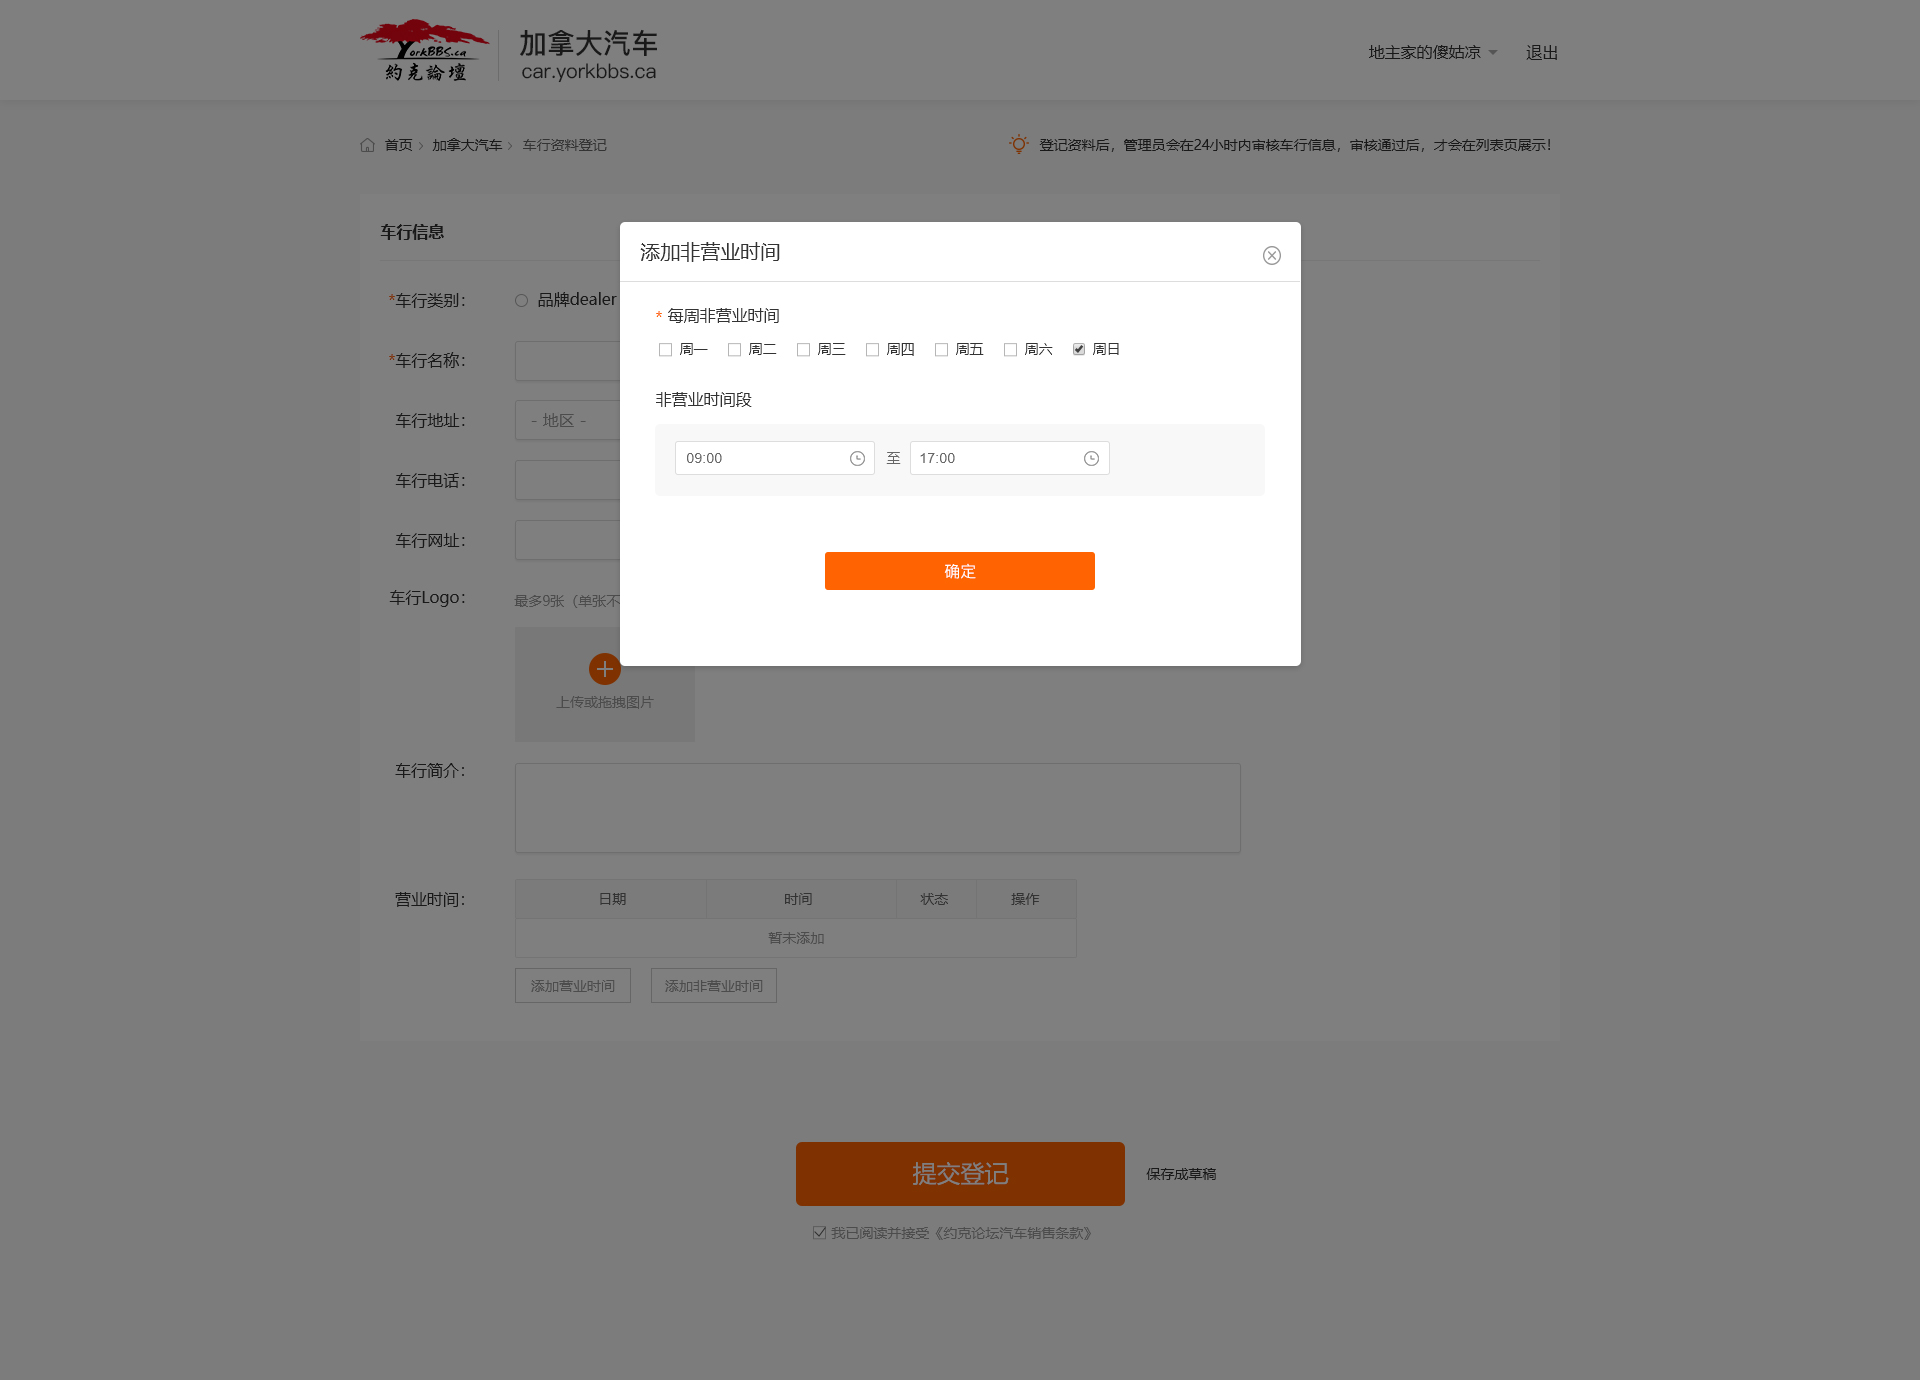 YorkBBS.ca
約克論壇
加拿大汽车
car.yorkbbs.ca
地主家的傻姑凉
退出
首页 › 加拿大汽车 › 车行资料登记
登记资料后，管理员会在24小时内审核车行信息，审核通过后，才会在列表页展示！
车行信息
添加非营业时间
*车行类别： 品牌dealer
* 每周非营业时间
周一 周二 周三 周四 周五 周六 周日
*车行名称：
非营业时间段
车行地址： - 地区 -
09:00 至 17:00
车行电话：
车行网址：
确定
车行Logo： 最多9张（单张不
上传或拖拽图片
车行简介：
营业时间： 日期 时间 状态 操作
暂未添加
添加营业时间 添加非营业时间
提交登记 保存成草稿
我已阅读并接受《约克论坛汽车销售条款》